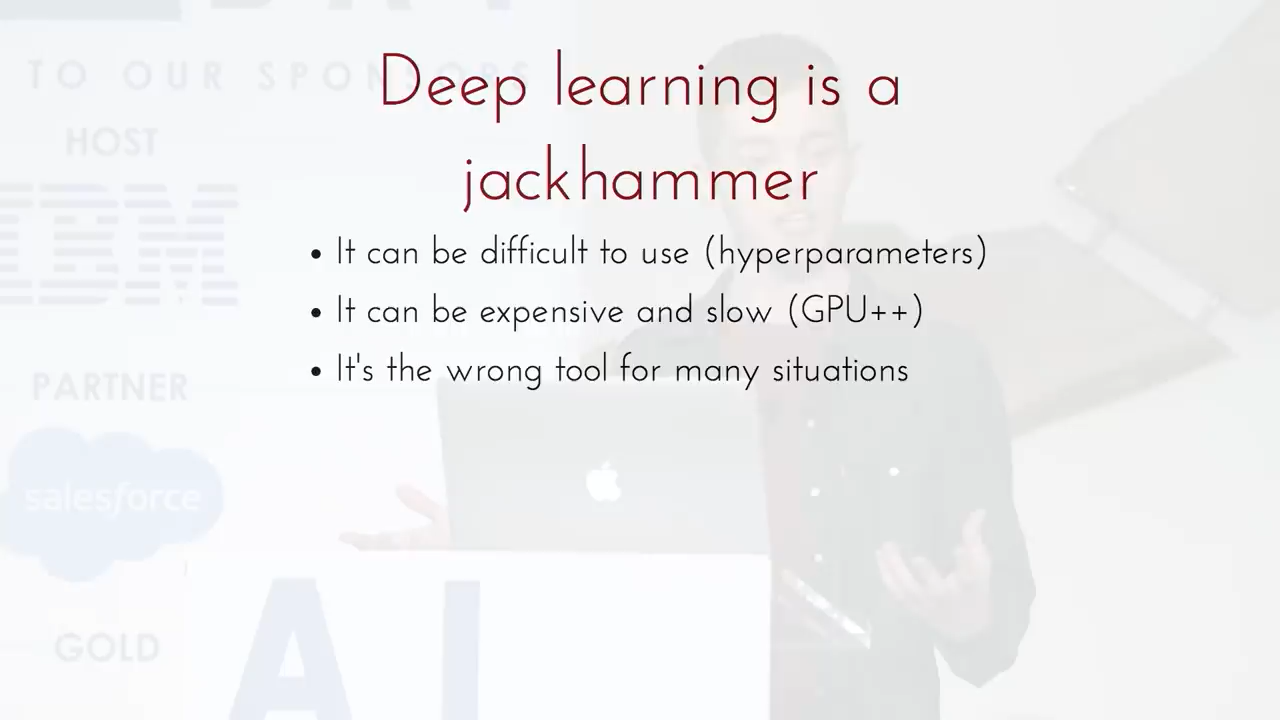 Deep learning is a
jackhammer
• It can be difficult to use (hyperparameters)
• It can be expensive and slow (GPU++)
• It's the wrong tool for many situations
TO OUR SPONSORS
HOST
IBM
PARTNER
salesforce
GOLD
AI